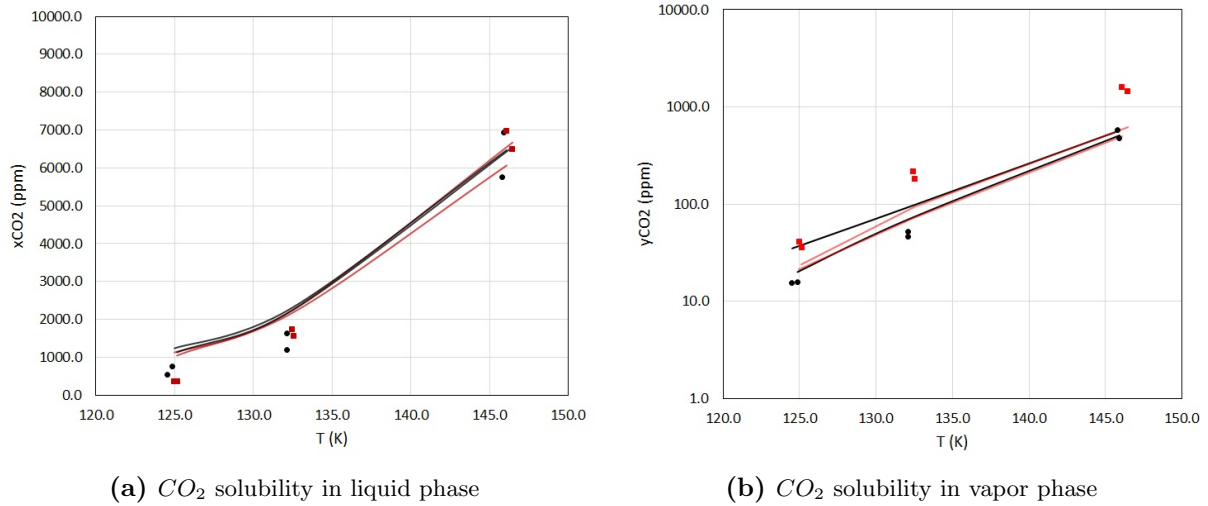 10000.0
9000.0
8000.0
7000.0
6000.0
5000.0
4000.0
3000.0
2000.0
1000.0
0.0
xCO2 (ppm)
120.0 125.0 130.0 135.0 140.0 145.0 150.0
T (K)
(a) CO₂ solubility in liquid phase
10000.0
1000.0
100.0
10.0
1.0
yCO2 (ppm)
120.0 125.0 130.0 135.0 140.0 145.0 150.0
T (K)
(b) CO₂ solubility in vapor phase